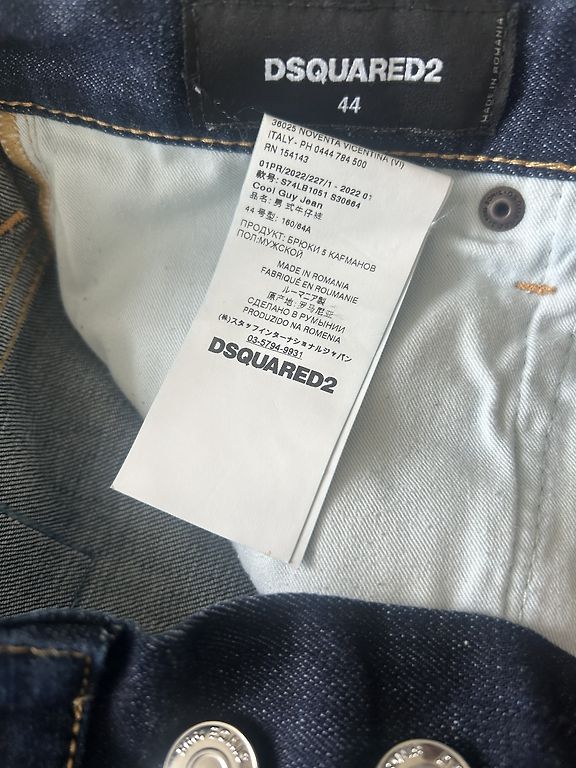 DSQUARED2
44
MADE IN ROMANIA
36025 NOVENTA VICENTINA (VI)
ITALY - PH 0444 784 500
RN 154143
01PR/2022/227/1 - 2022 01
款号: S74LB1051 S30664
Cool Guy Jean
品名: 男式牛仔裤
44 号型: 160/64A
ПРОДУКТ: БРЮКИ 5 КАРМАНОВ
ПОЛ:МУЖСКОЙ
MADE IN ROMANIA
FABRIQUÉ EN ROUMANIE
ルーマニア製
原产地: 罗马尼亚
СДЕЛАНО В РУМЫНИИ
PRODUZIDO NA ROMENIA
(株)スタッフインターナショナルジャパン
03-5794-9931
DSQUARED2